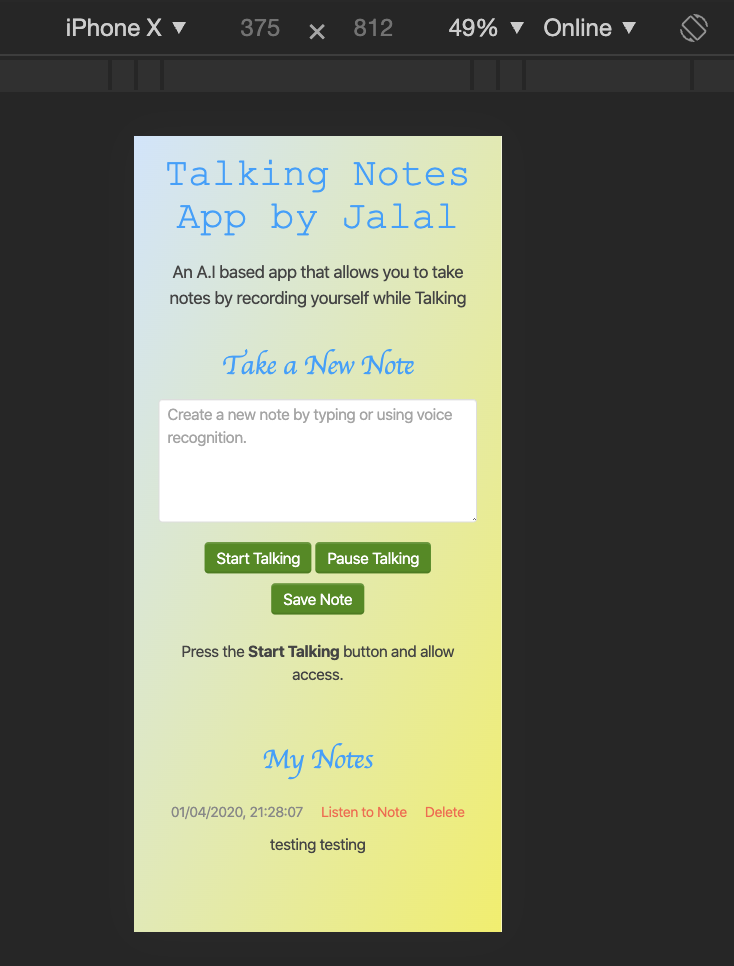 iPhone X ▼ 375 × 812 49% ▼ Online ▼
Talking Notes
App by Jalal
An A.I based app that allows you to take
notes by recording yourself while Talking
Take a New Note
Create a new note by typing or using voice
recognition.
Start Talking Pause Talking
Save Note
Press the Start Talking button and allow
access.
My Notes
01/04/2020, 21:28:07 Listen to Note Delete
testing testing